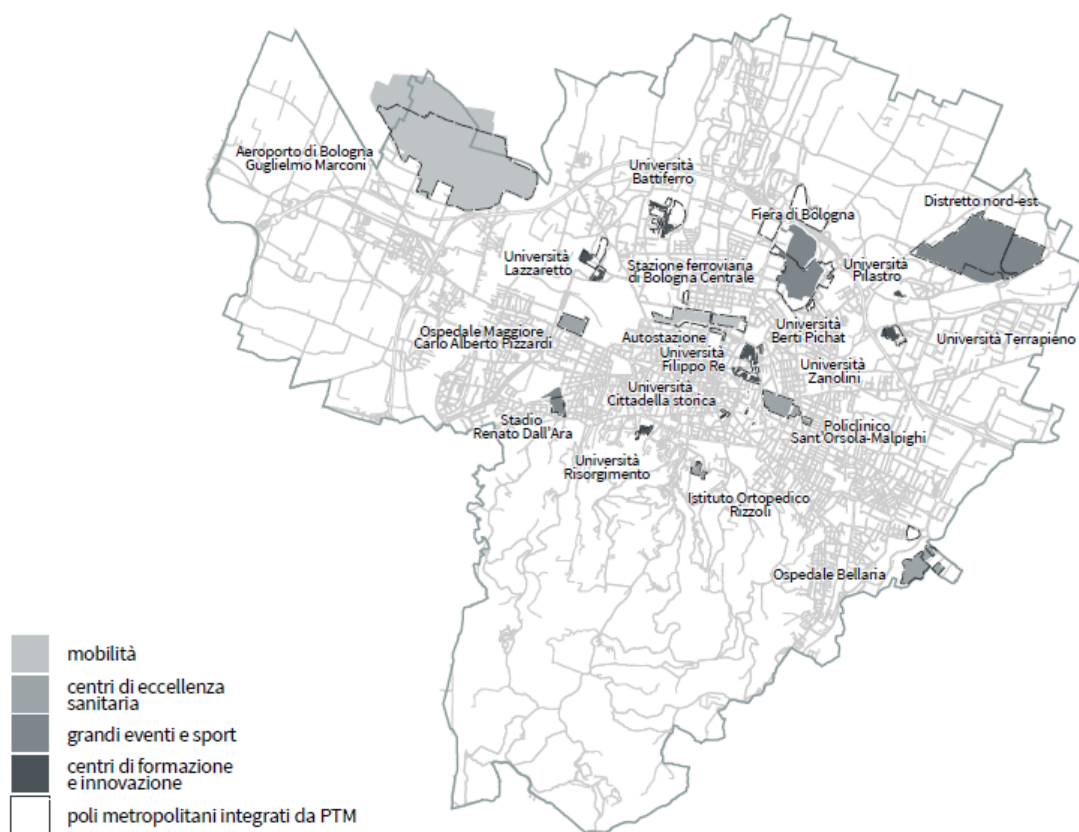 Aeroporto di Bologna
Guglielmo Marconi
Università
Battiferro
Fiera di Bologna
Distretto nord-est
Università
Lazzaretto
Stazione ferroviaria
di Bologna Centrale
Università
Pilastro
Ospedale Maggiore
Carlo Alberto Pizzardi
Autostazione
Università
Berti Pichat
Università Terrapieno
Università
Filippo Re
Università
Zanolini
Università
Cittadella storica
Stadio
Renato Dall'Ara
Policlinico
Sant'Orsola-Malpighi
Università
Risorgimento
Istituto Ortopedico
Rizzoli
Ospedale Bellaria
mobilità
centri di eccellenza
sanitaria
grandi eventi e sport
centri di formazione
e innovazione
poli metropolitani integrati da PTM